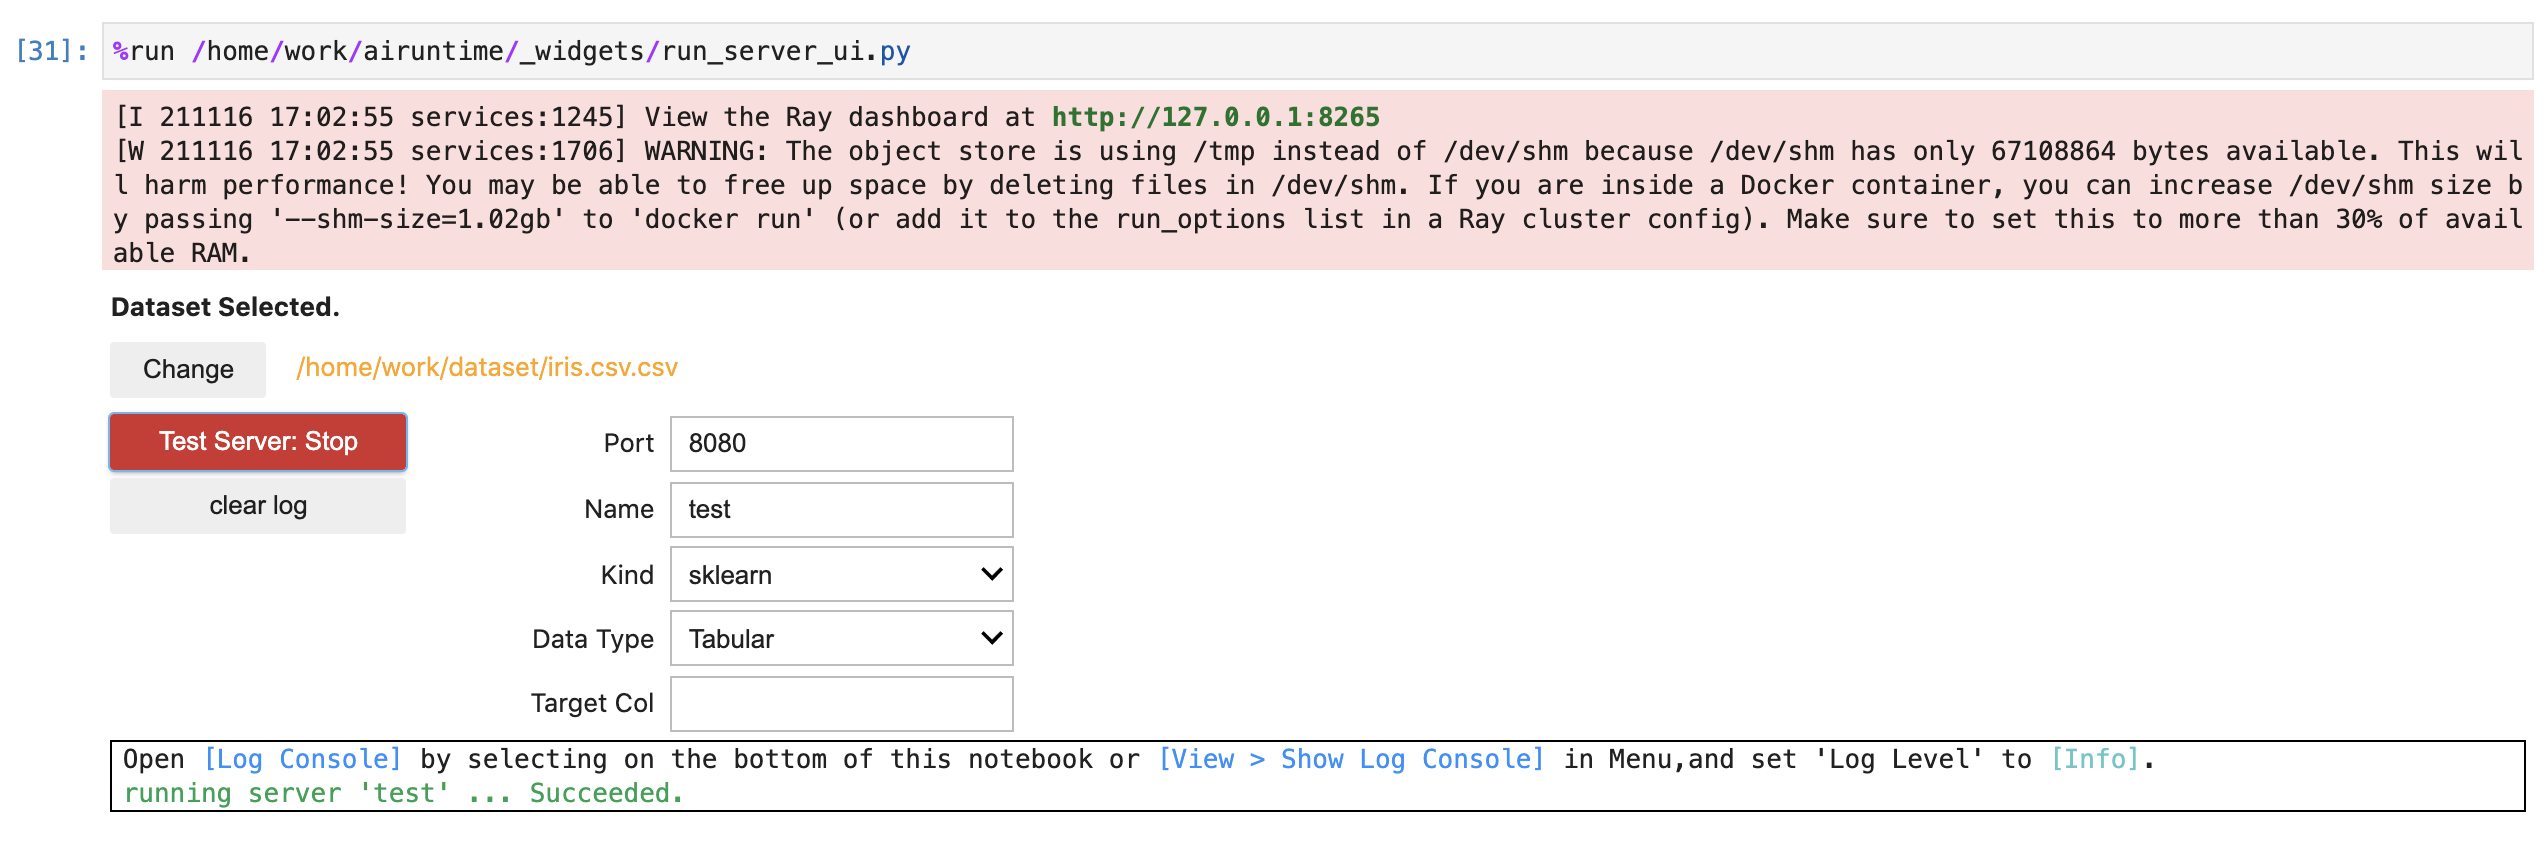 [31]: %run /home/work/airuntime/_widgets/run_server_ui.py
[I 211116 17:02:55 services:1245] View the Ray dashboard at http://127.0.0.1:8265
[W 211116 17:02:55 services:1706] WARNING: The object store is using /tmp instead of /dev/shm because /dev/shm has only 67108864 bytes available. This wil
l harm performance! You may be able to free up space by deleting files in /dev/shm. If you are inside a Docker container, you can increase /dev/shm size b
y passing '--shm-size=1.02gb' to 'docker run' (or add it to the run_options list in a Ray cluster config). Make sure to set this to more than 30% of avail
able RAM.
Dataset Selected.
Change /home/work/dataset/iris.csv.csv
Test Server: Stop
clear log
Port 8080
Name test
Kind sklearn
Data Type Tabular
Target Col
Open [Log Console] by selecting on the bottom of this notebook or [View > Show Log Console] in Menu,and set 'Log Level' to [Info].
running server 'test' ... Succeeded.